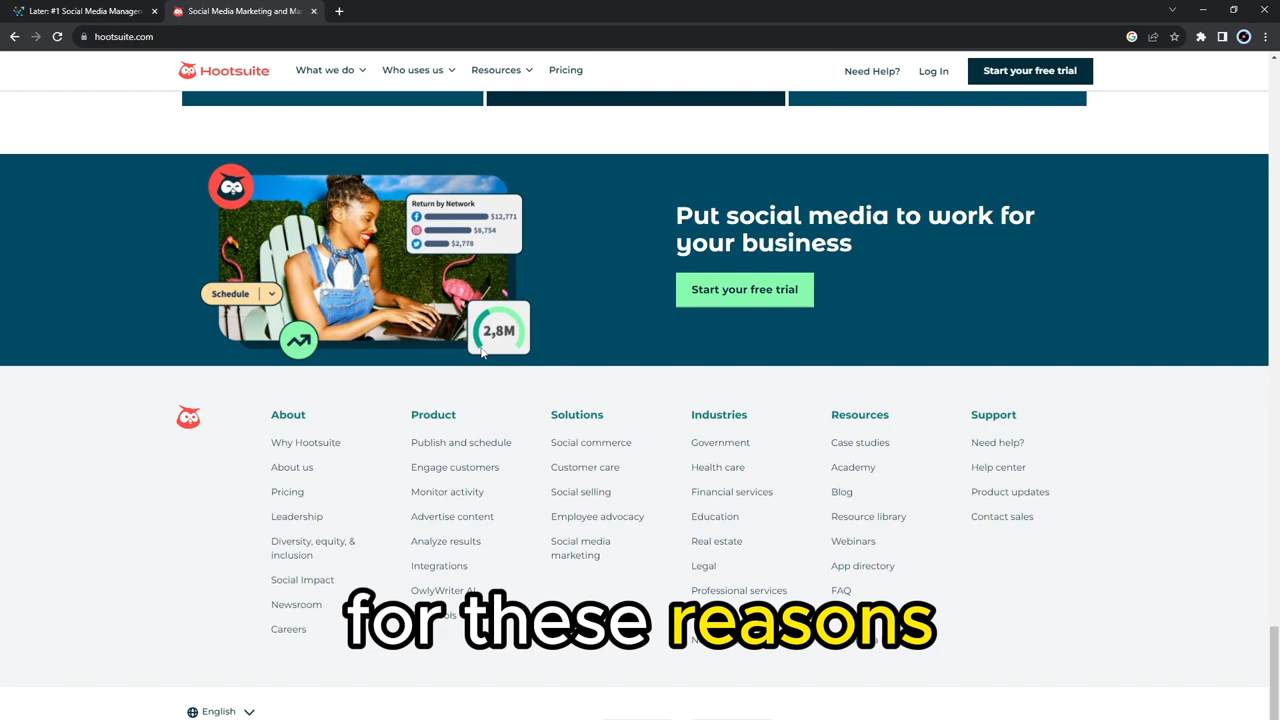 Later: #1 Social Media Managem
Social Media Marketing and Ma
hootsuite.com
Hootsuite
What we do
Who uses us
Resources
Pricing
Need Help?
Log In
Start your free trial
Return by Network
$12,771
$8,754
$2,778
Schedule
2,8M
Put social media to work for
your business
Start your free trial
About
Why Hootsuite
About us
Pricing
Leadership
Diversity, equity, &
inclusion
Social Impact
Newsroom
Careers
Product
Publish and schedule
Engage customers
Monitor activity
Advertise content
Analyze results
Integrations
OwlyWriter AI
Solutions
Social commerce
Customer care
Social selling
Employee advocacy
Social media
marketing
Industries
Government
Health care
Financial services
Education
Real estate
Legal
Professional services
Resources
Case studies
Academy
Blog
Resource library
Webinars
App directory
FAQ
Support
Need help?
Help center
Product updates
Contact sales
for these reasons
English